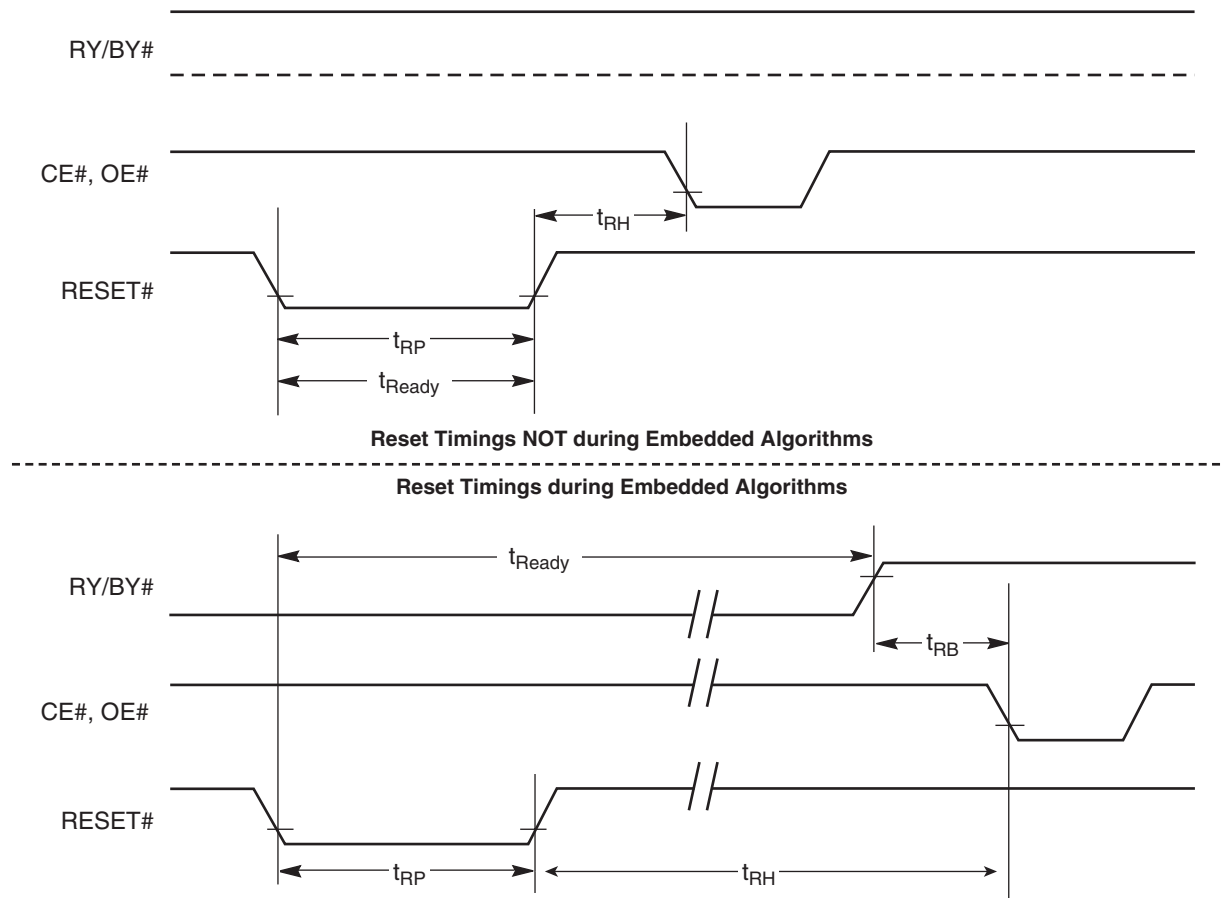 RY/BY#
CE#, OE#
tRH
RESET#
tRP
tReady
Reset Timings NOT during Embedded Algorithms
Reset Timings during Embedded Algorithms
tReady
RY/BY#
tRB
CE#, OE#
RESET#
tRP
tRH